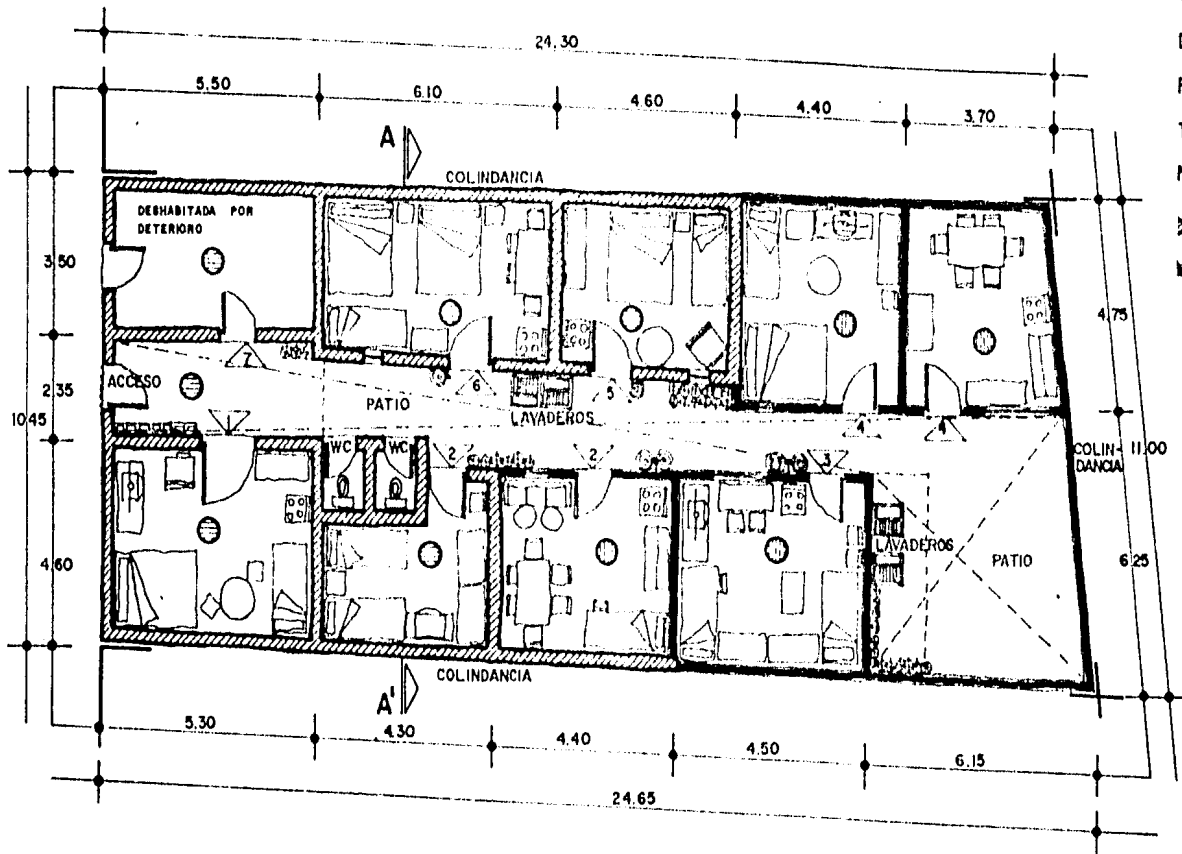 24.30
5.50
6.10
4.60
4.40
3.70
A
COLINDANCIA
DESHABITADA POR
DETERIORO
3.50
4.75
7
6
5
ACCESO
2.35
PATIO
LAVADEROS
10.45
1
WC
WC
2
2
3
4
4
COLIN-
DANCIA
11.00
4.60
LAVADEROS
PATIO
6.25
COLINDANCIA
A'
5.30
4.30
4.40
4.50
6.15
24.65